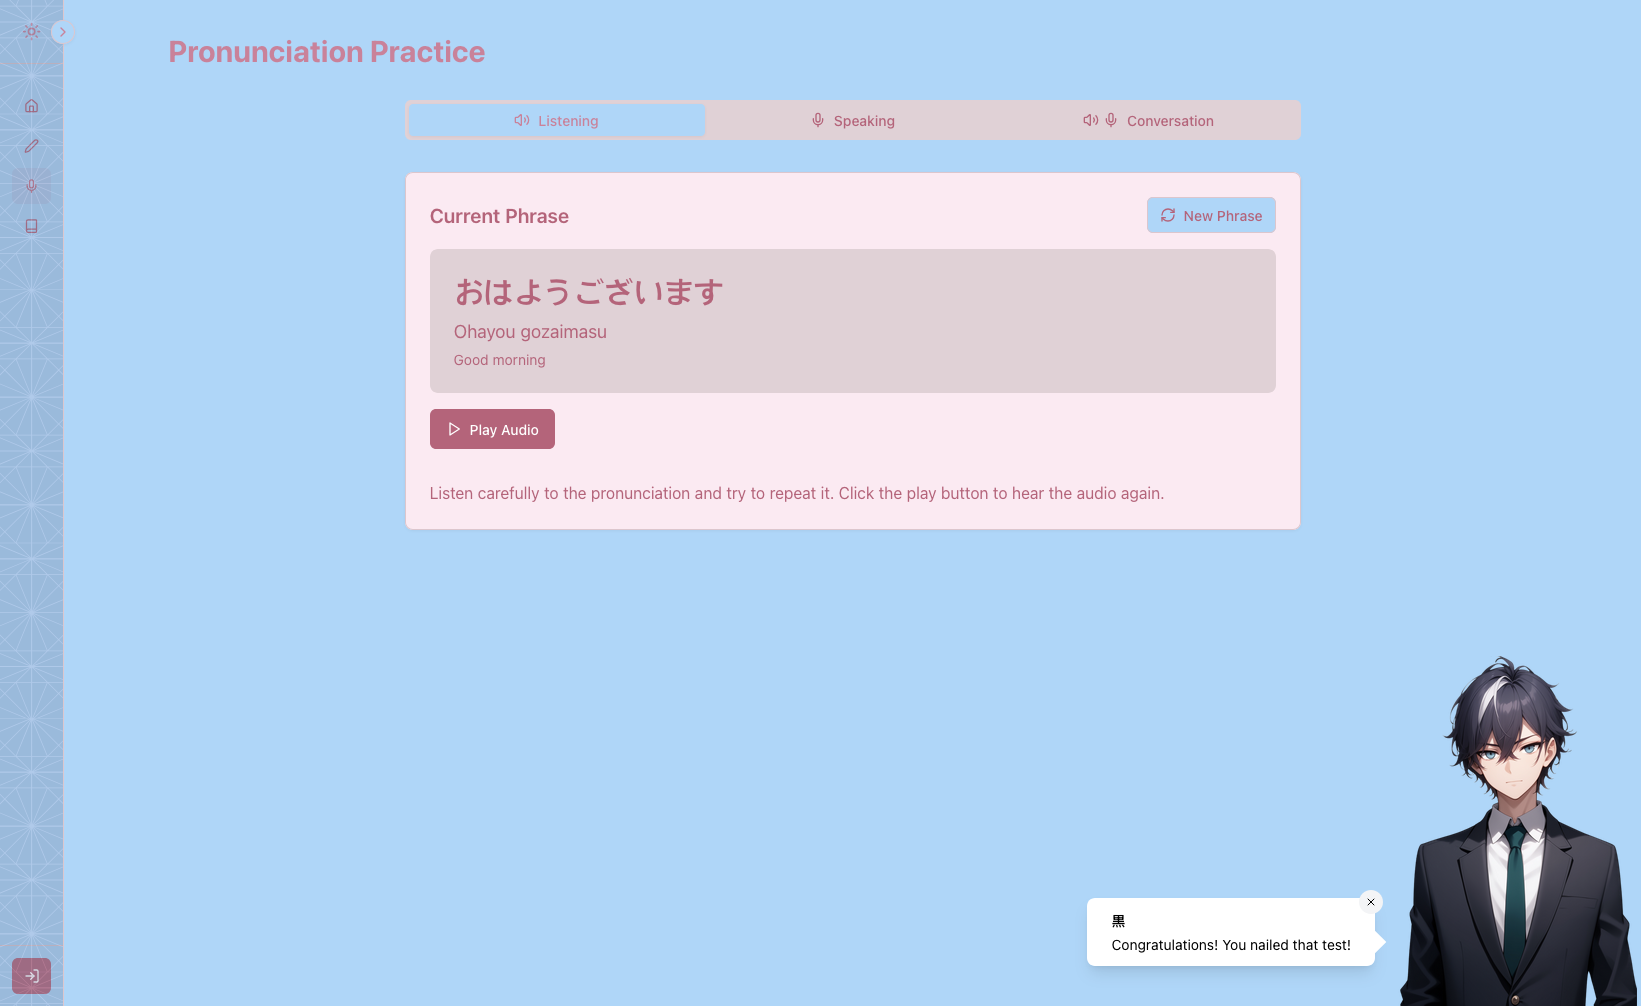 Pronunciation Practice
Listening
Speaking
Conversation
Current Phrase
New Phrase
おはようございます
Ohayou gozaimasu
Good morning
Play Audio
Listen carefully to the pronunciation and try to repeat it. Click the play button to hear the audio again.
黒
Congratulations! You nailed that test!